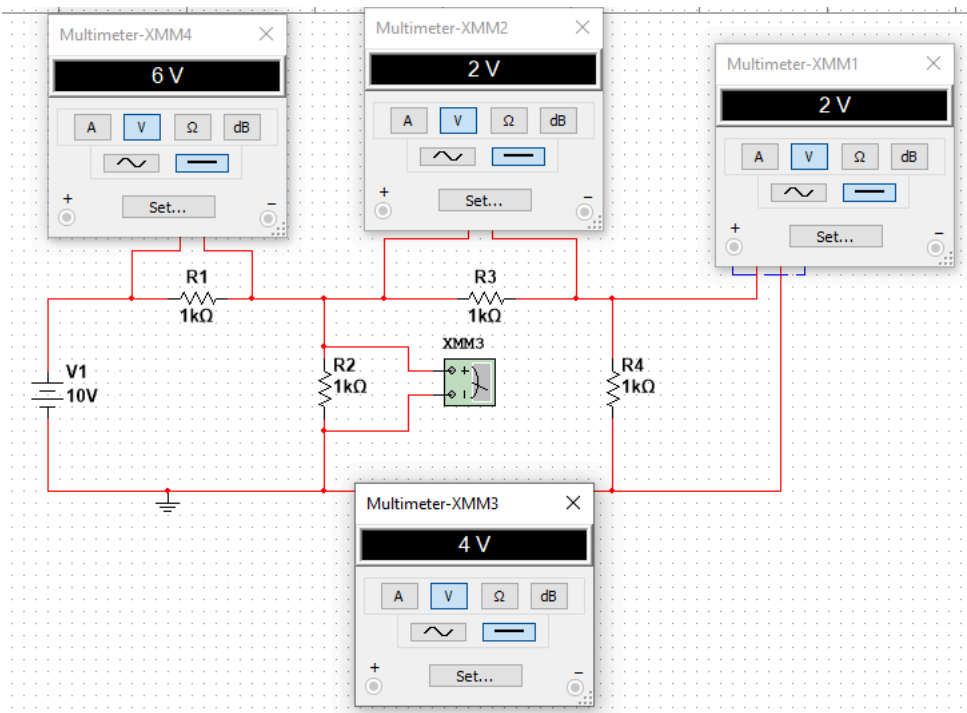 Multimeter-XMM4
6 V
A V Ω dB
+ −
Set...
Multimeter-XMM2
2 V
A V Ω dB
+ −
Set...
Multimeter-XMM1
2 V
A V Ω dB
+ −
Set...
R1
1kΩ
R3
1kΩ
XMM3
+
V1
10V
R2
1kΩ
R4
1kΩ
Multimeter-XMM3
4 V
A V Ω dB
+ −
Set...